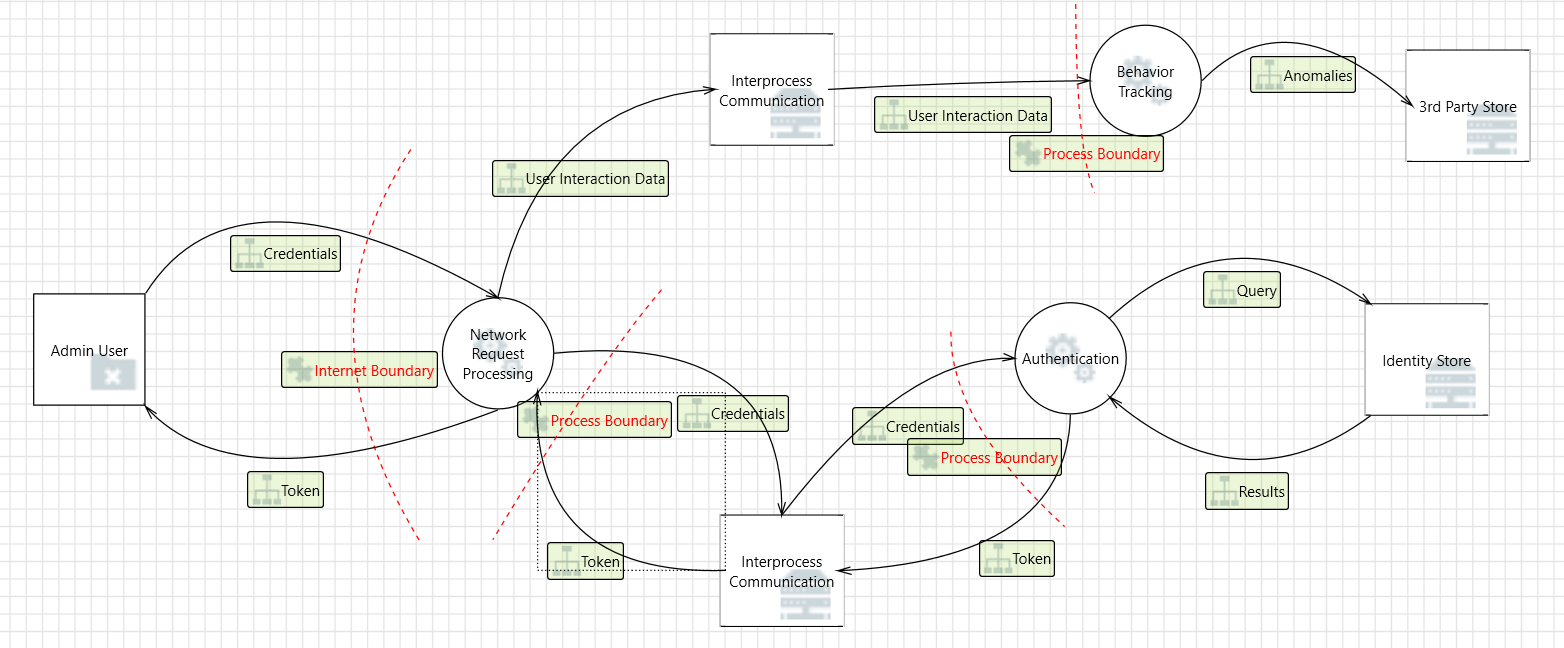 Interprocess
Communication
Behavior
Tracking
Anomalies
3rd Party Store
User Interaction Data
Process Boundary
User Interaction Data
Credentials
Admin User
Internet Boundary
Network
Request
Processing
Process Boundary
Credentials
Token
Token
Interprocess
Communication
Credentials
Process Boundary
Token
Authentication
Query
Identity Store
Results